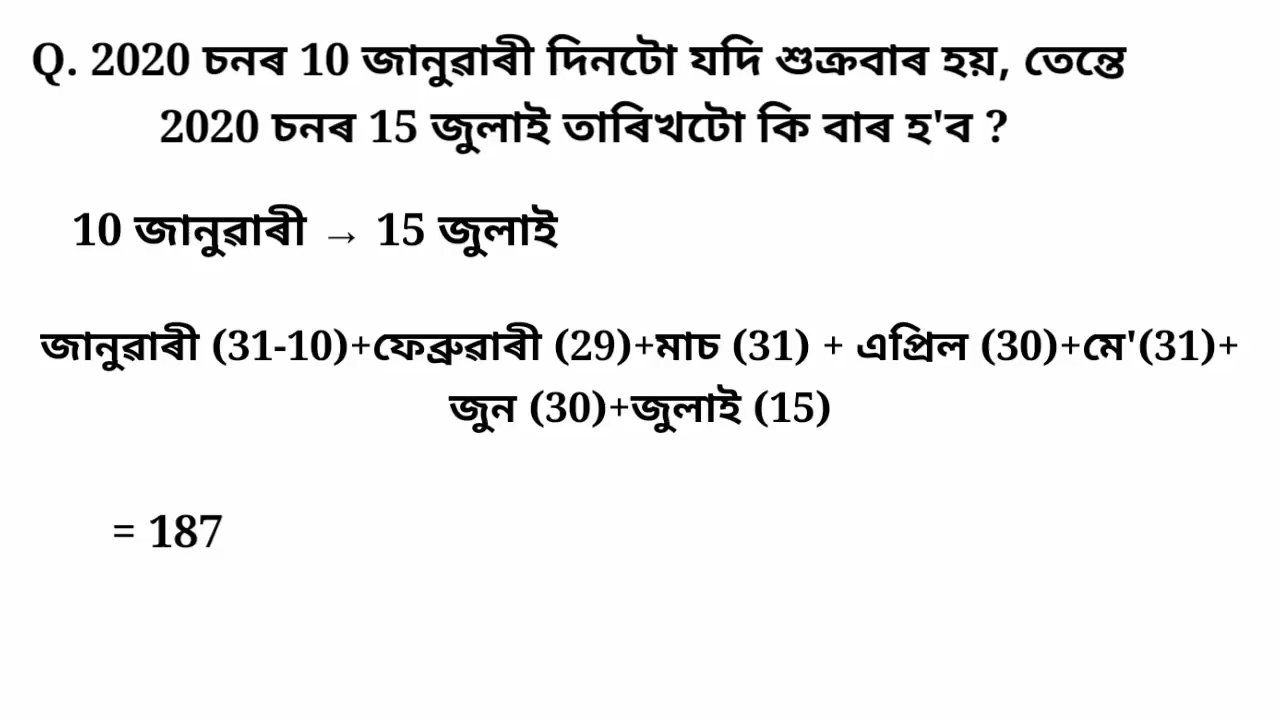 Q. 2020 চনৰ 10 জানুৱাৰী দিনটো যদি শুক্ৰবাৰ হয়, তেন্তে
2020 চনৰ 15 জুলাই তাৰিখটো কি বাৰ হ'ব ?
10 জানুৱাৰী → 15 জুলাই
জানুৱাৰী (31-10)+ফেব্ৰুৱাৰী (29)+মাচ (31) + এপ্ৰিল (30)+মে'(31)+
জুন (30)+জুলাই (15)
= 187